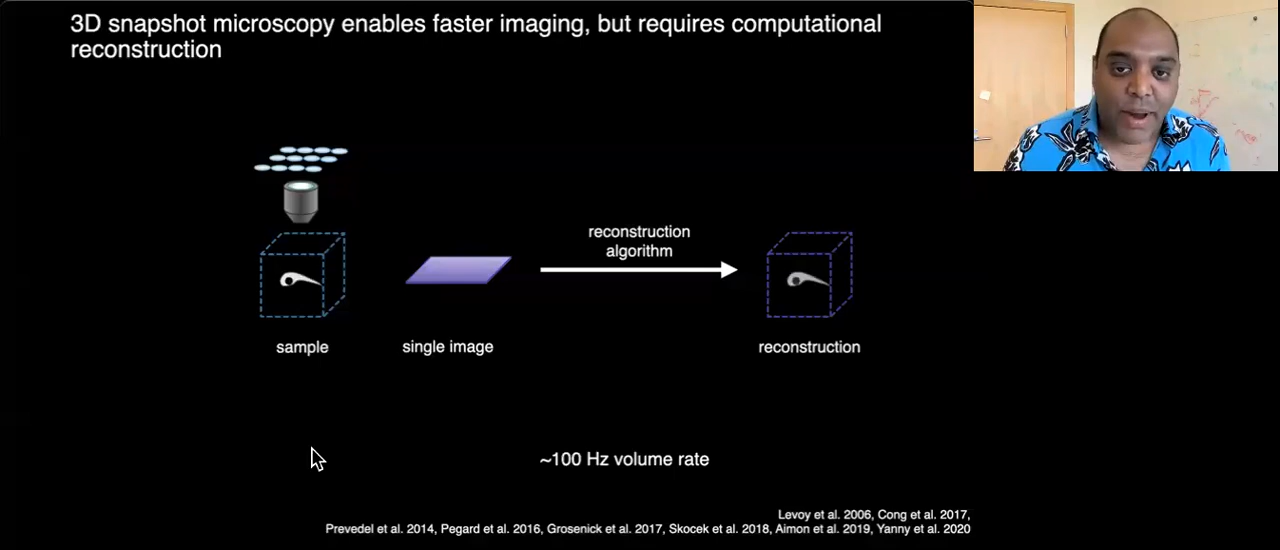 3D snapshot microscopy enables faster imaging, but requires computational
reconstruction
reconstruction
algorithm
sample
single image
reconstruction
~100 Hz volume rate
Levoy et al. 2006, Cong et al. 2017,
Prevedel et al. 2014, Pegard et al. 2016, Grosenick et al. 2017, Skocek et al. 2018, Aimon et al. 2019, Yanny et al. 2020